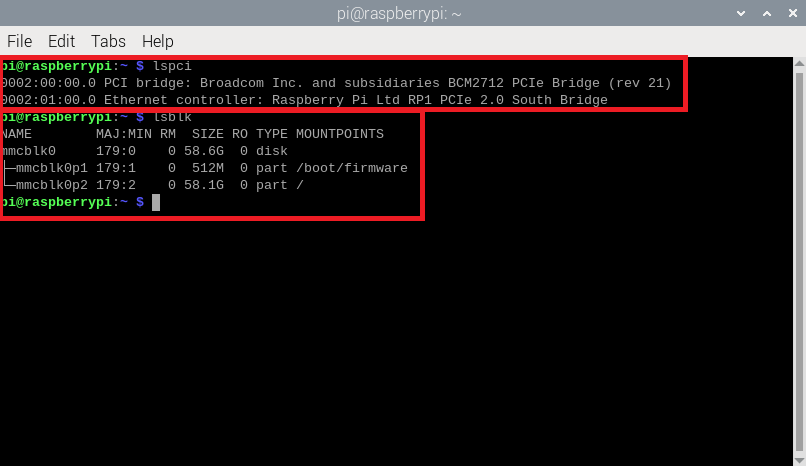 pi@raspberrypi: ~
File Edit Tabs Help
pi@raspberrypi:~ $ lspci
0002:00:00.0 PCI bridge: Broadcom Inc. and subsidiaries BCM2712 PCIe Bridge (rev 21)
0002:01:00.0 Ethernet controller: Raspberry Pi Ltd RP1 PCIe 2.0 South Bridge
pi@raspberrypi:~ $ lsblk
NAME        MAJ:MIN RM  SIZE RO TYPE MOUNTPOINTS
mmcblk0     179:0    0 58.6G  0 disk
├─mmcblk0p1 179:1    0  512M  0 part /boot/firmware
└─mmcblk0p2 179:2    0 58.1G  0 part /
pi@raspberrypi:~ $